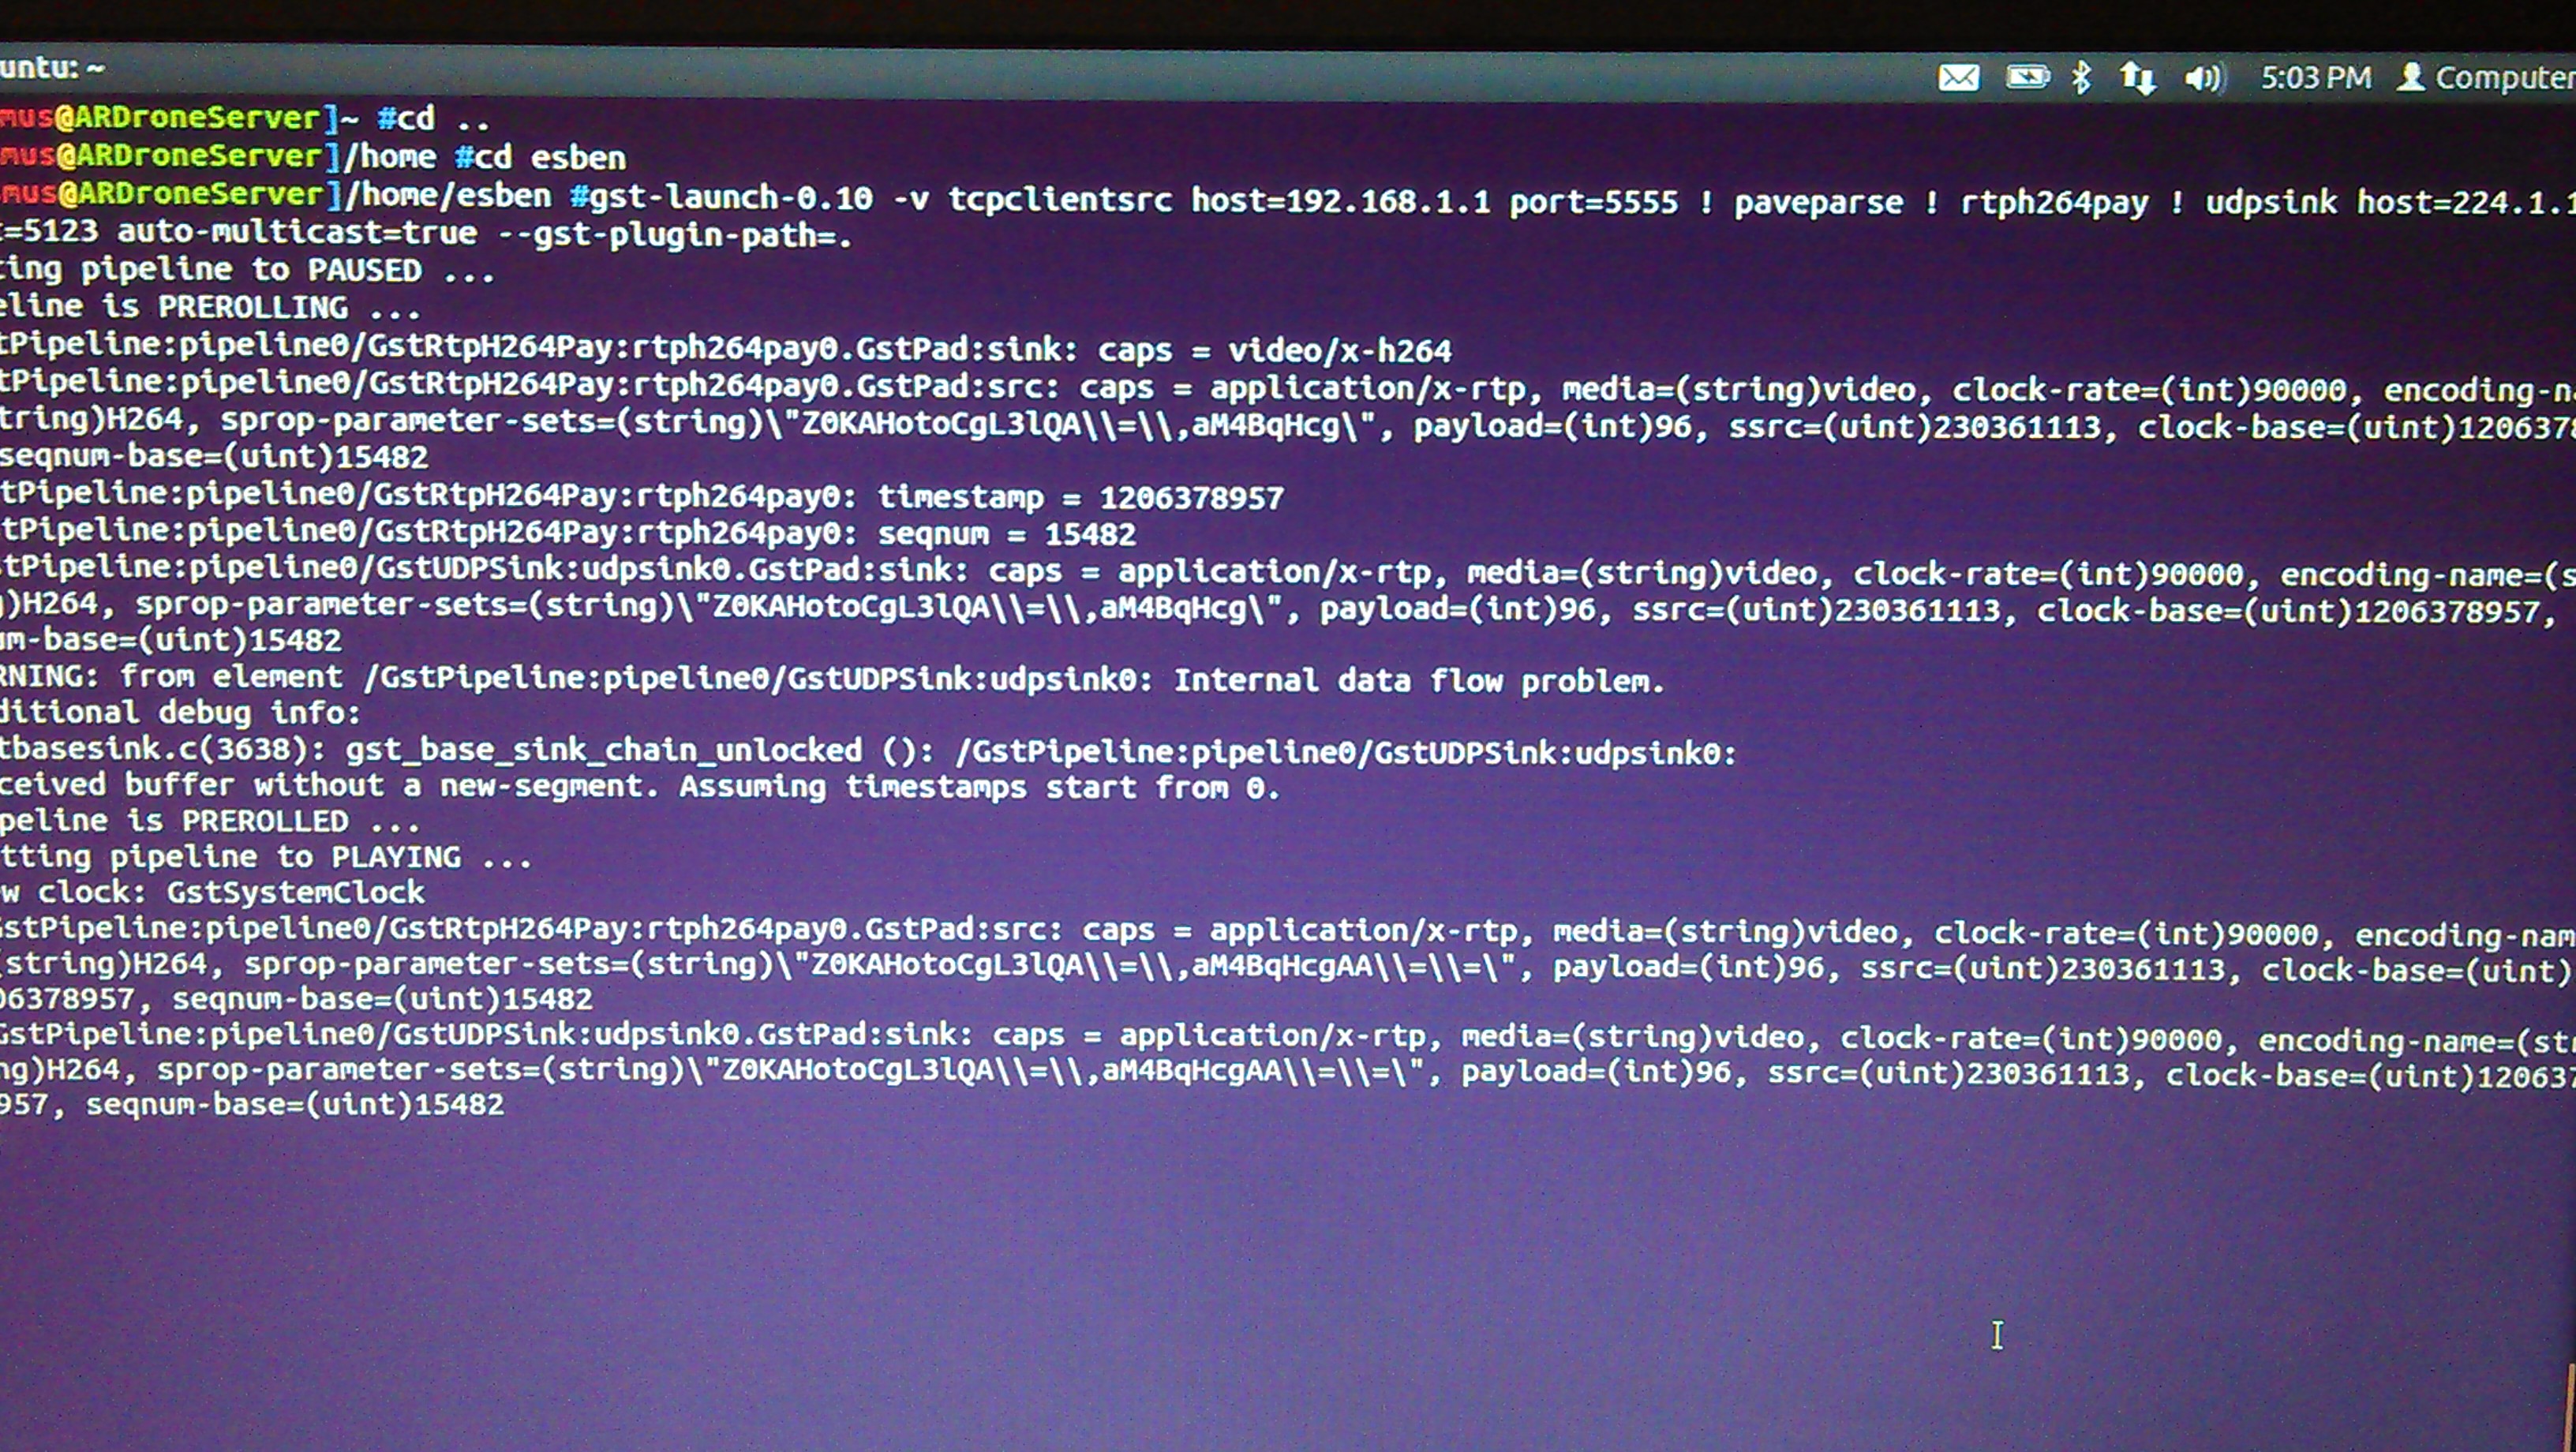 untu: ~ 5:03 PM Computer
mus@ARDroneServer]~ #cd ..
mus@ARDroneServer]/home #cd esben
mus@ARDroneServer]/home/esben #gst-launch-0.10 -v tcpclientsrc host=192.168.1.1 port=5555 ! paveparse ! rtph264pay ! udpsink host=224.1.1
t=5123 auto-multicast=true --gst-plugin-path=.
ting pipeline to PAUSED ...
eline is PREROLLING ...
tPipeline:pipeline0/GstRtpH264Pay:rtph264pay0.GstPad:sink: caps = video/x-h264
tPipeline:pipeline0/GstRtpH264Pay:rtph264pay0.GstPad:src: caps = application/x-rtp, media=(string)video, clock-rate=(int)90000, encoding-n
tring)H264, sprop-parameter-sets=(string)\"Z0KAHotoCgL3lQA\\=\\,aM4BqHcg\", payload=(int)96, ssrc=(uint)230361113, clock-base=(uint)1206378
seqnum-base=(uint)15482
tPipeline:pipeline0/GstRtpH264Pay:rtph264pay0: timestamp = 1206378957
tPipeline:pipeline0/GstRtpH264Pay:rtph264pay0: seqnum = 15482
stPipeline:pipeline0/GstUDPSink:udpsink0.GstPad:sink: caps = application/x-rtp, media=(string)video, clock-rate=(int)90000, encoding-name=(s
g)H264, sprop-parameter-sets=(string)\"Z0KAHotoCgL3lQA\\=\\,aM4BqHcg\", payload=(int)96, ssrc=(uint)230361113, clock-base=(uint)1206378957,
um-base=(uint)15482
RNING: from element /GstPipeline:pipeline0/GstUDPSink:udpsink0: Internal data flow problem.
ditional debug info:
tbasesink.c(3638): gst_base_sink_chain_unlocked (): /GstPipeline:pipeline0/GstUDPSink:udpsink0:
ceived buffer without a new-segment. Assuming timestamps start from 0.
peline is PREROLLED ...
tting pipeline to PLAYING ...
w clock: GstSystemClock
GstPipeline:pipeline0/GstRtpH264Pay:rtph264pay0.GstPad:src: caps = application/x-rtp, media=(string)video, clock-rate=(int)90000, encoding-nam
(string)H264, sprop-parameter-sets=(string)\"Z0KAHotoCgL3lQA\\=\\,aM4BqHcgAA\\=\\=\", payload=(int)96, ssrc=(uint)230361113, clock-base=(uint)
06378957, seqnum-base=(uint)15482
GstPipeline:pipeline0/GstUDPSink:udpsink0.GstPad:sink: caps = application/x-rtp, media=(string)video, clock-rate=(int)90000, encoding-name=(str
ng)H264, sprop-parameter-sets=(string)\"Z0KAHotoCgL3lQA\\=\\,aM4BqHcgAA\\=\\=\", payload=(int)96, ssrc=(uint)230361113, clock-base=(uint)120637
957, seqnum-base=(uint)15482